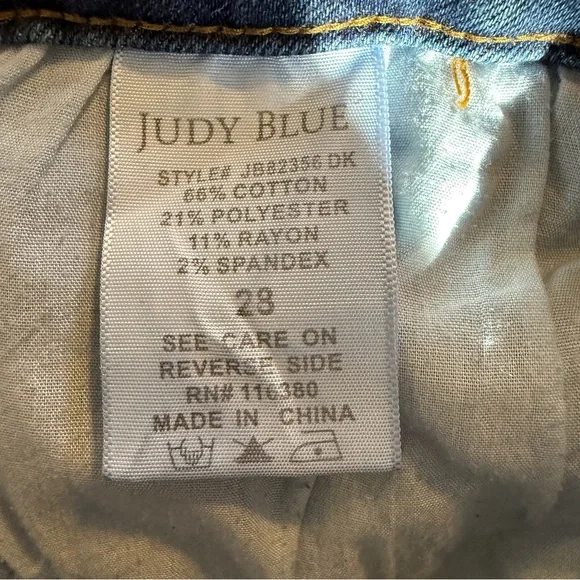 JUDY BLUE
STYLE# JB82356 DK
66% COTTON
21% POLYESTER
11% RAYON
2% SPANDEX
28
SEE CARE ON
REVERSE SIDE
RN# 116380
MADE IN CHINA